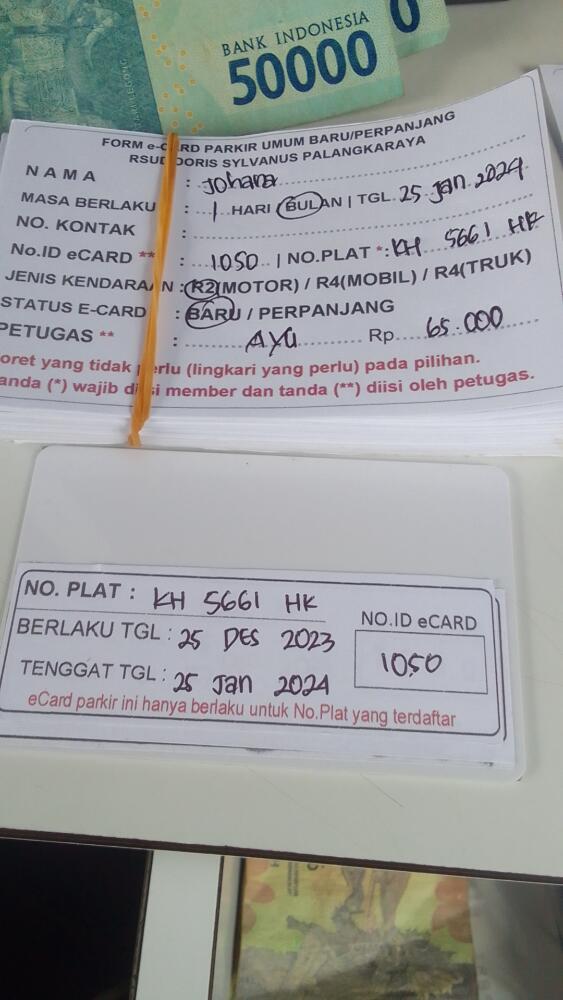 BANK INDONESIA
50000
0
FORM e-CARD PARKIR UMUM BARU/PERPANJANG
RSUD DORIS SYLVANUS PALANGKARAYA
NAMA : Johana
MASA BERLAKU : 1 HARI / BULAN | TGL. 25 Jan 2024
NO. KONTAK :
No.ID eCARD ** : 1050 | NO.PLAT * : KH 5661 HK
JENIS KENDARAAN : R2(MOTOR) / R4(MOBIL) / R4(TRUK)
STATUS E-CARD : BARU / PERPANJANG
PETUGAS ** : AYU Rp. 65.000
oret yang tidak perlu (lingkari yang perlu) pada pilihan.
anda (*) wajib diisi member dan tanda (**) diisi oleh petugas.
NO. PLAT : KH 5661 HK
NO.ID eCARD
BERLAKU TGL : 25 DES 2023
1050
TENGGAT TGL : 25 Jan 2024
eCard parkir ini hanya berlaku untuk No.Plat yang terdaftar